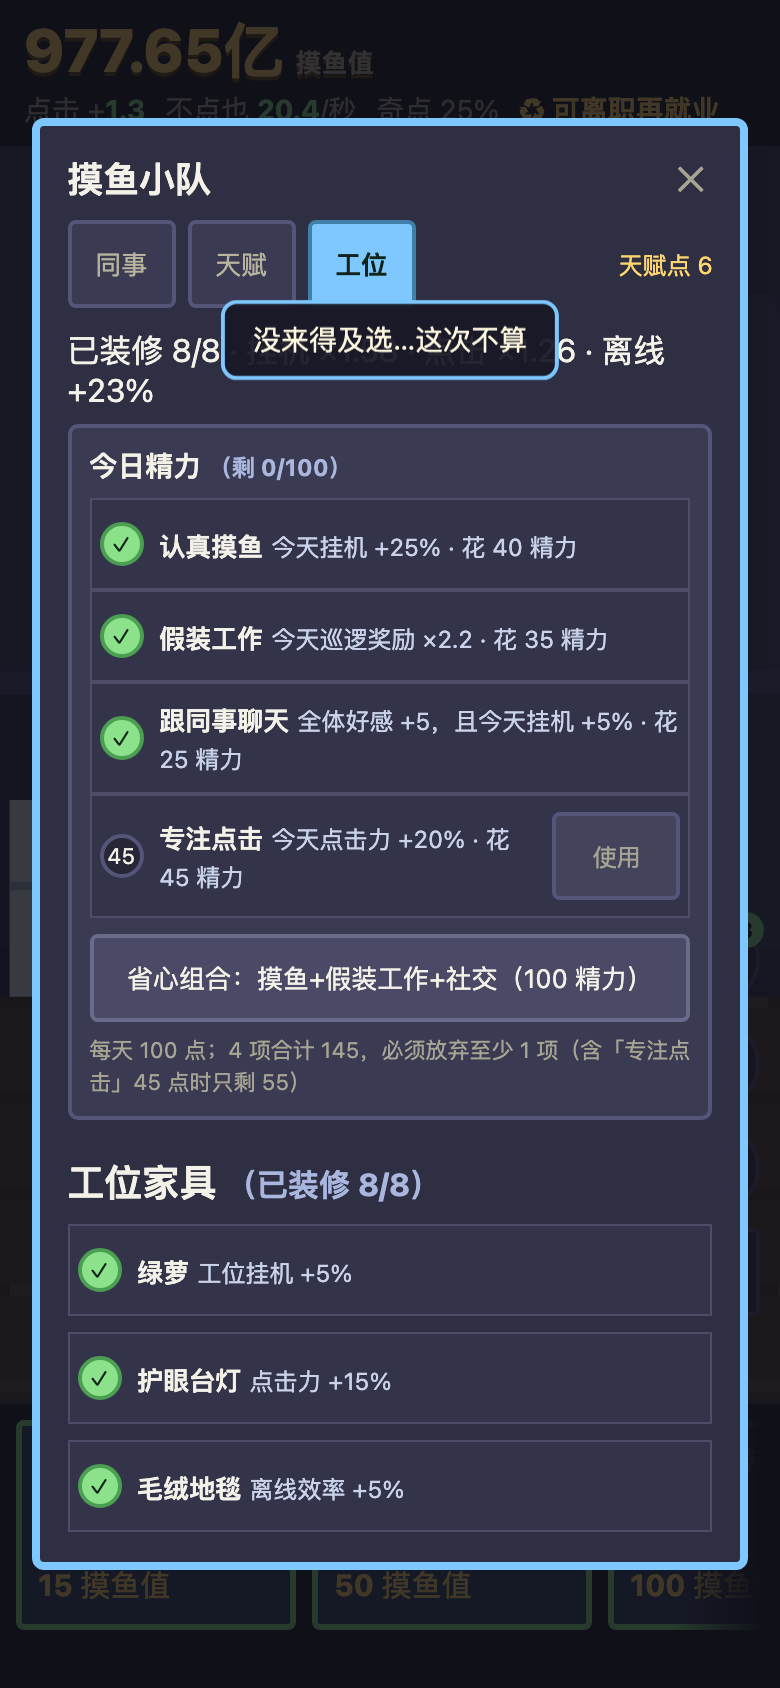 977.65亿 摸鱼值
点击 +1.3 不点也 20.4/秒 奇点 25% ♻ 可离职再就业
摸鱼小队
同事
天赋
工位
天赋点 6
没来得及选...这次不算
已装修 8/8 · 6 · 离线
+23%
今日精力 （剩 0/100）
认真摸鱼 今天挂机 +25% · 花 40 精力
假装工作 今天巡逻奖励 ×2.2 · 花 35 精力
跟同事聊天 全体好感 +5，且今天挂机 +5% · 花
25 精力
45
专注点击 今天点击力 +20% · 花
45 精力
使用
省心组合：摸鱼+假装工作+社交（100 精力）
每天 100 点；4 项合计 145，必须放弃至少 1 项（含「专注点
击」45 点时只剩 55）
工位家具 （已装修 8/8）
绿萝 工位挂机 +5%
护眼台灯 点击力 +15%
毛绒地毯 离线效率 +5%
15 摸鱼值
50 摸鱼值
100 摸鱼